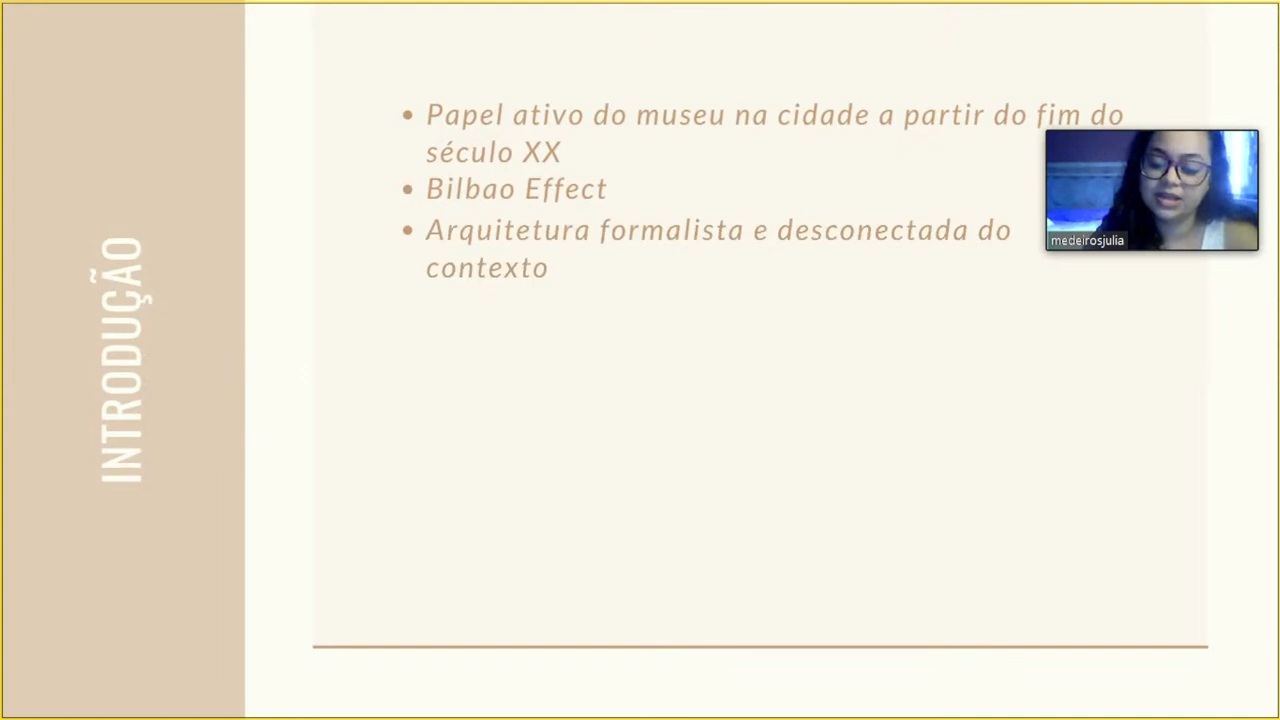 INTRODUÇÃO
• Papel ativo do museu na cidade a partir do fim do
século XX
• Bilbao Effect
• Arquitetura formalista e desconectada do
contexto
medeirosjulia